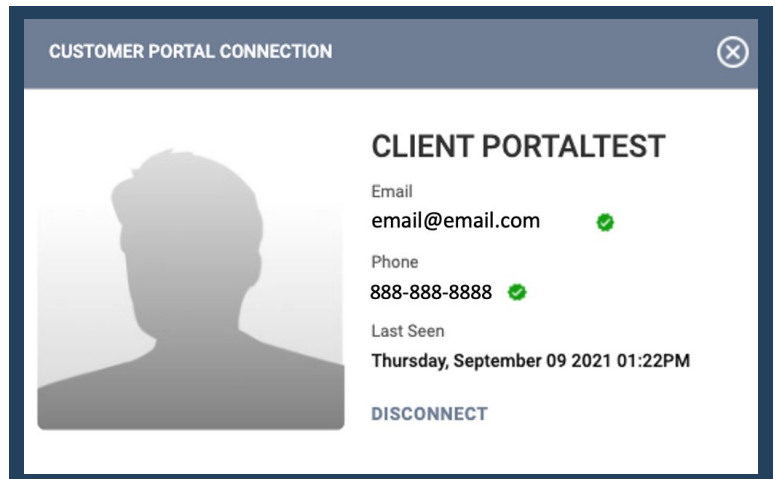 CUSTOMER PORTAL CONNECTION
CLIENT PORTALTEST
Email
email@email.com
Phone
888-888-8888
Last Seen
Thursday, September 09 2021 01:22PM
DISCONNECT